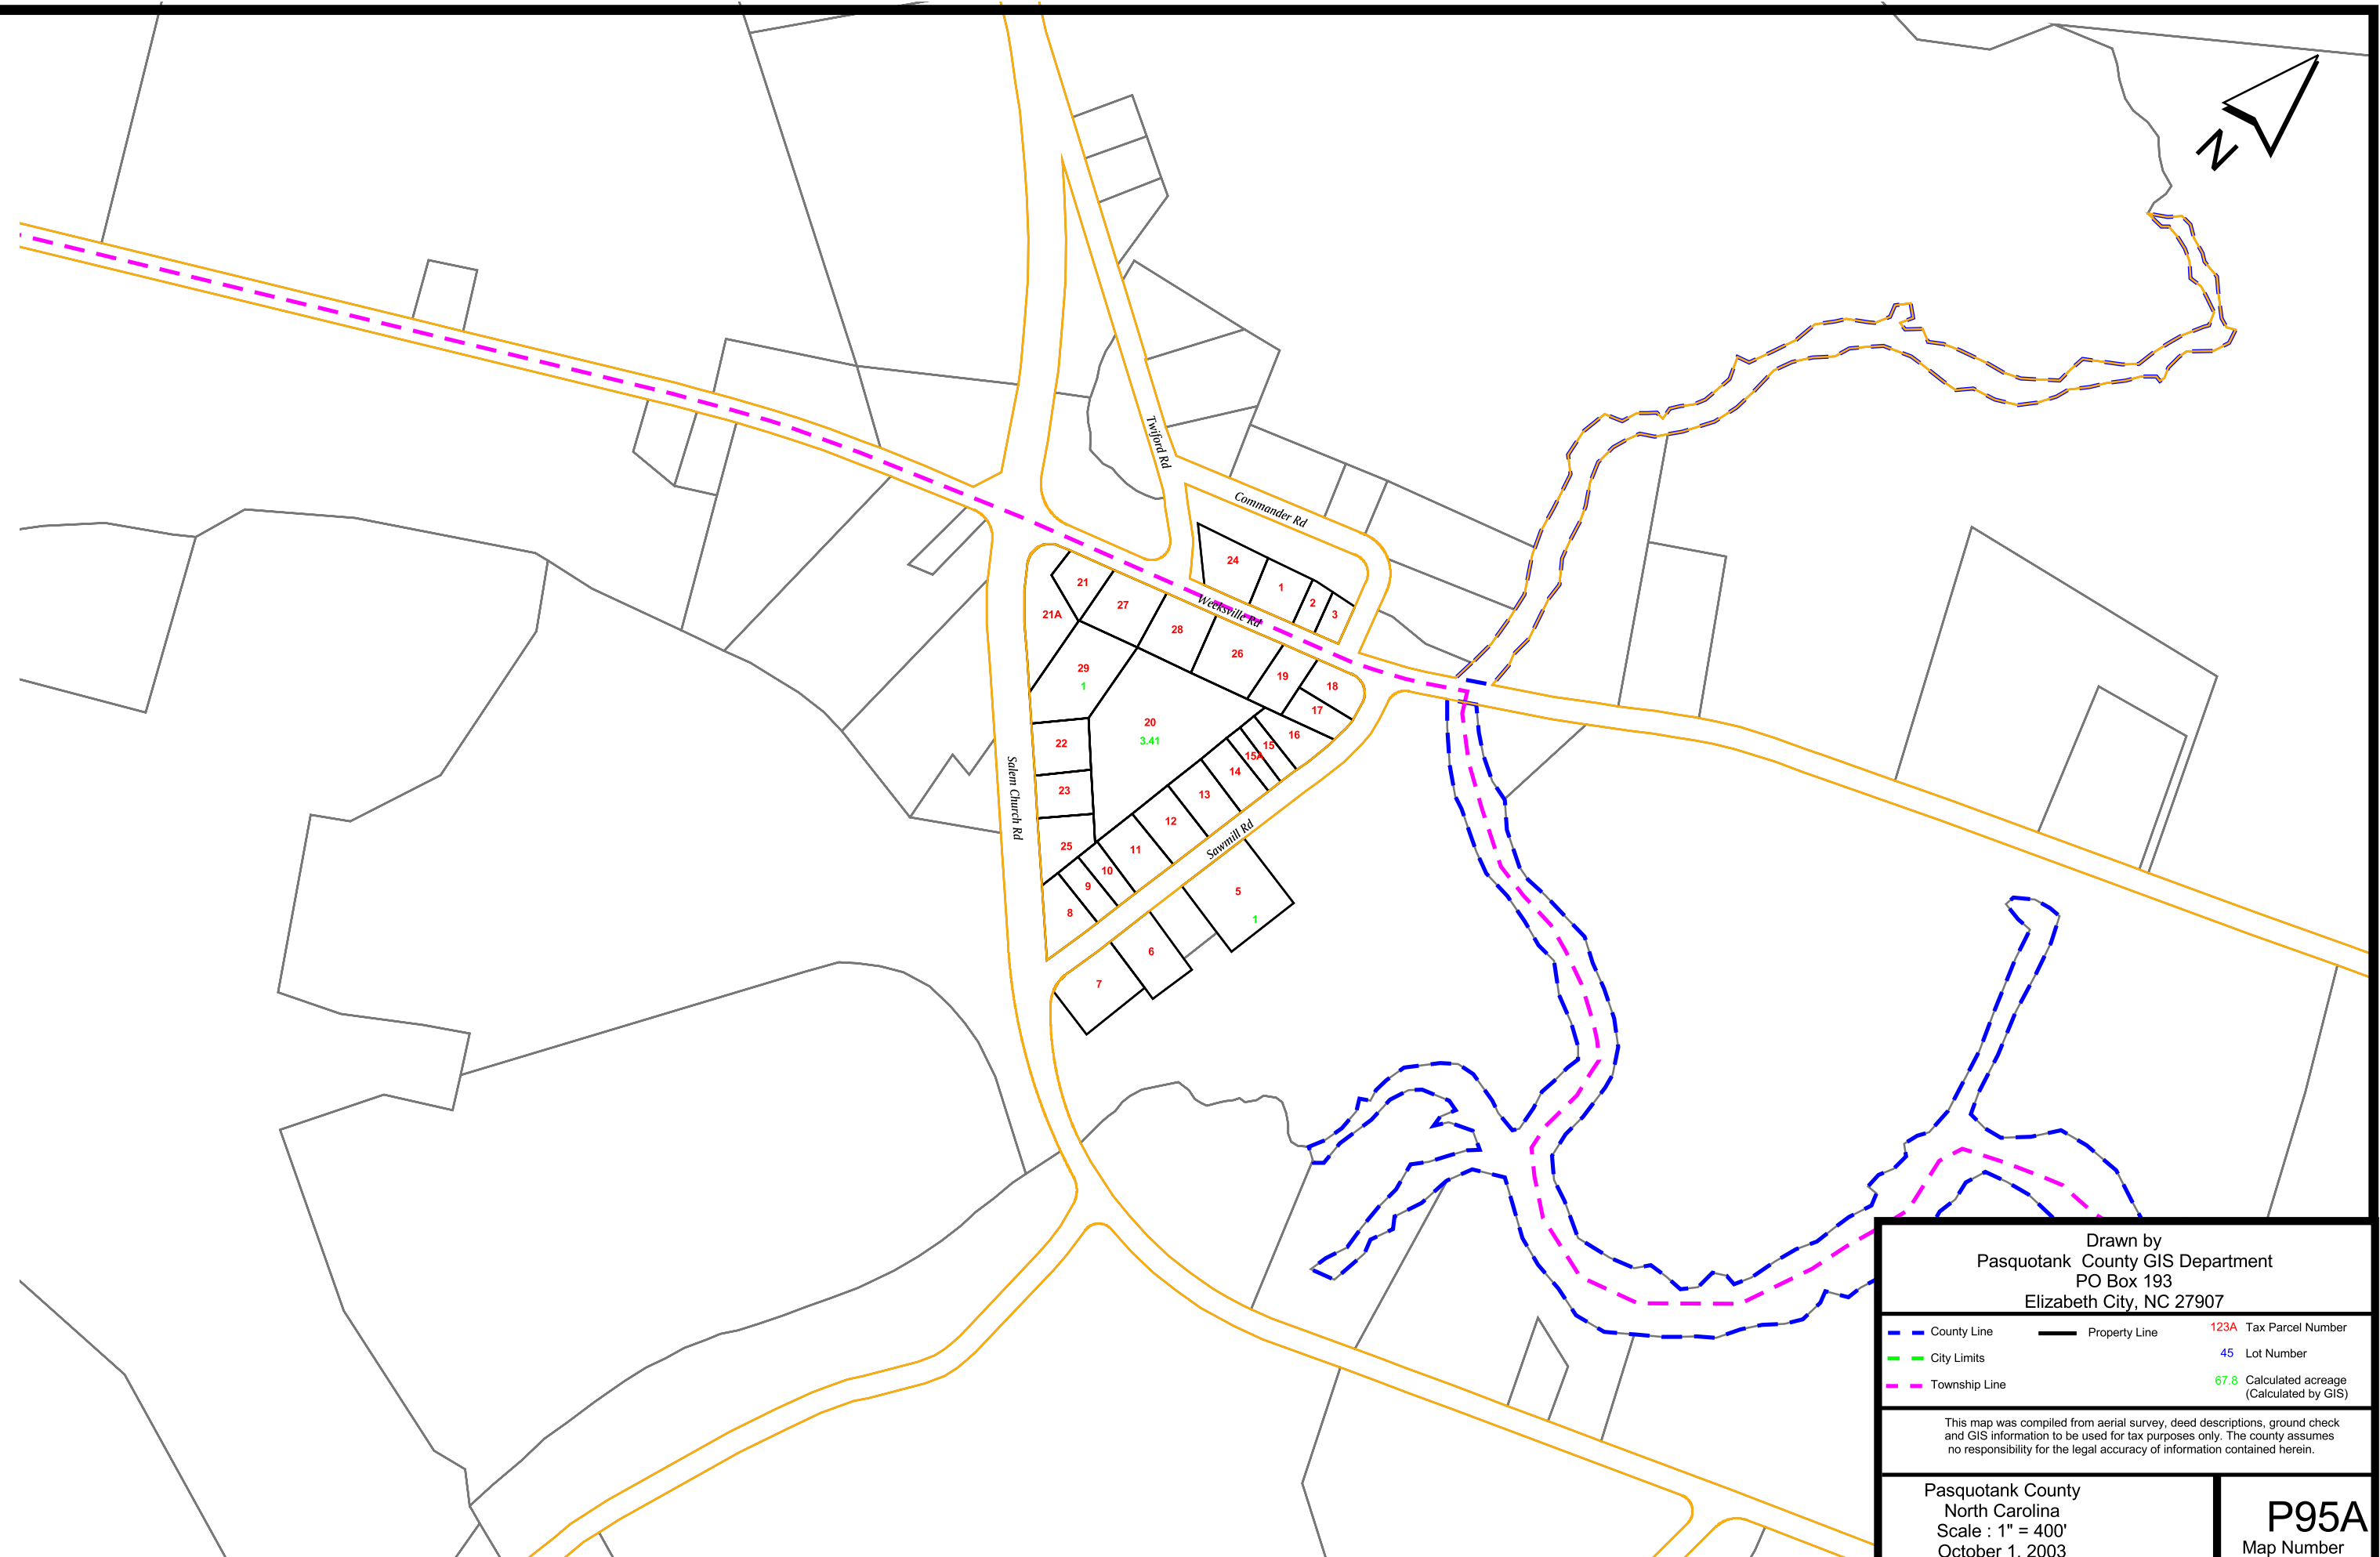 N
Twiford Rd
Commander Rd
24
1
2
3
Weeksville Rd
21
27
21A
28
26
29
1
19
18
17
20
3.41
16
15
15A
14
22
23
13
12
11
25
10
9
8
Salem Church Rd
Sawmill Rd
5
1
6
7
Drawn by
Pasquotank County GIS Department
PO Box 193
Elizabeth City, NC 27907
County Line
Property Line
123A Tax Parcel Number
City Limits
45 Lot Number
Township Line
67.8 Calculated acreage
(Calculated by GIS)
This map was compiled from aerial survey, deed descriptions, ground check
and GIS information to be used for tax purposes only. The county assumes
no responsibility for the legal accuracy of information contained herein.
Pasquotank County
North Carolina
Scale : 1" = 400'
October 1, 2003
P95A
Map Number